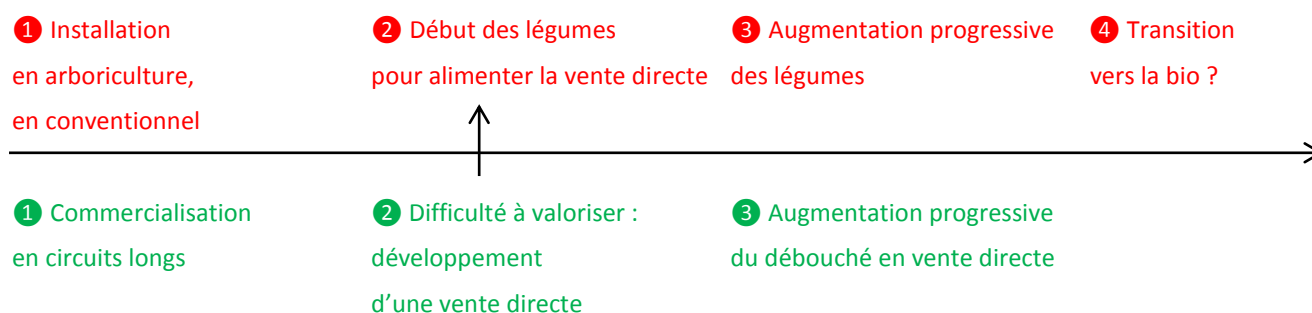 ❶ Installation
en arboriculture,
en conventionnel
❷ Début des légumes
pour alimenter la vente directe
❸ Augmentation progressive
des légumes
❹ Transition
vers la bio ?
❶ Commercialisation
en circuits longs
❷ Difficulté à valoriser :
développement
d’une vente directe
❸ Augmentation progressive
du débouché en vente directe